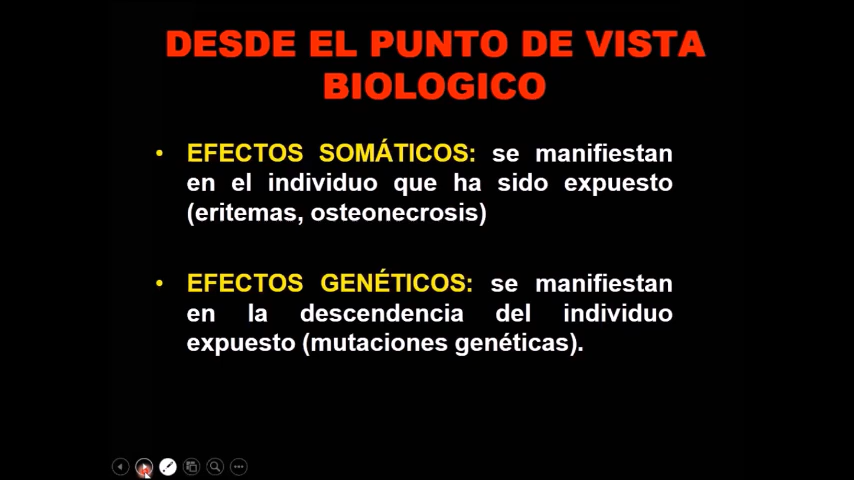 DESDE EL PUNTO DE VISTA
BIOLOGICO
• EFECTOS SOMÁTICOS: se manifiestan
en el individuo que ha sido expuesto
(eritemas, osteonecrosis)
• EFECTOS GENÉTICOS: se manifiestan
en la descendencia del individuo
expuesto (mutaciones genéticas).